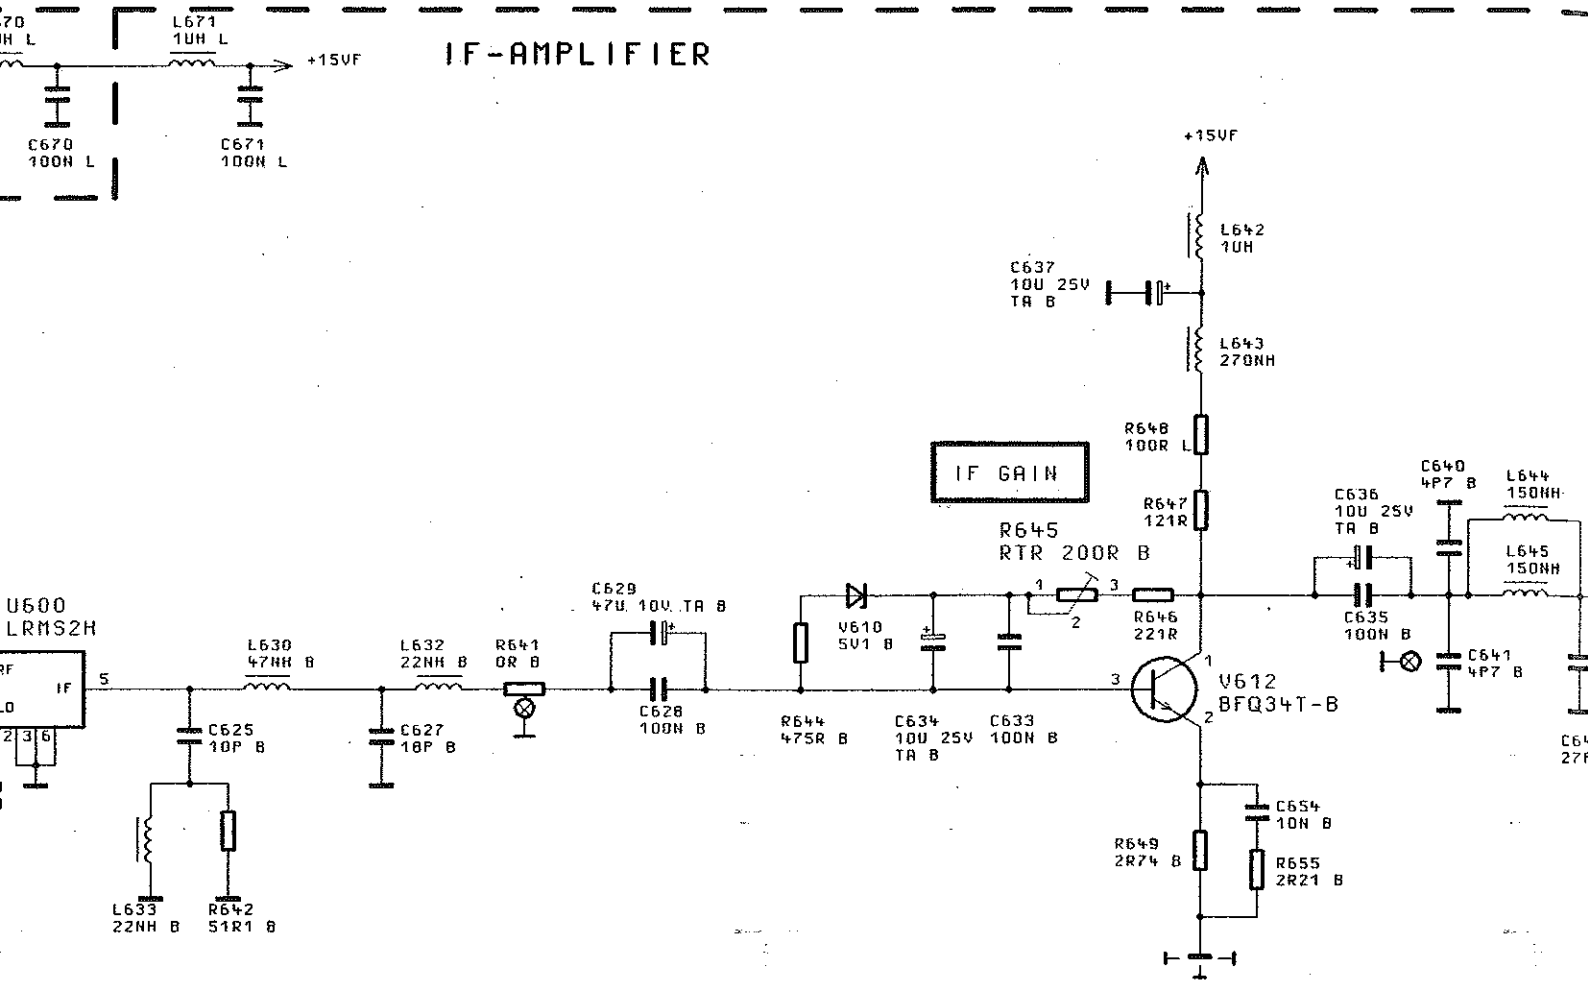 L671
1UH L
+15VF
IF-AMPLIFIER
C670
100N L
C671
100N L
+15VF
L642
1UH
C637
10U 25V
TA B
+
L643
270NH
R648
100R L
IF GAIN
R647
121R
R645
RTR 200R B
C636
10U 25V
TA B
+
C640
4P7 B
L644
150NH
L645
150NH
1
3
2
R646
221R
C635
100N B
C641
4P7 B
U600
LRMS2H
RF
IF
LO
5
2 3 6
L630
47NH B
L632
22NH B
R641
0R B
C629
47U 10V TA B
+
V610
5V1 B
+
C628
100N B
R644
475R B
C634
10U 25V
TA B
C633
100N B
3
1
2
V612
BFQ34T-B
C625
10P B
C627
18P B
C654
10N B
R649
2R74 B
R655
2R21 B
L633
22NH B
R642
51R1 B